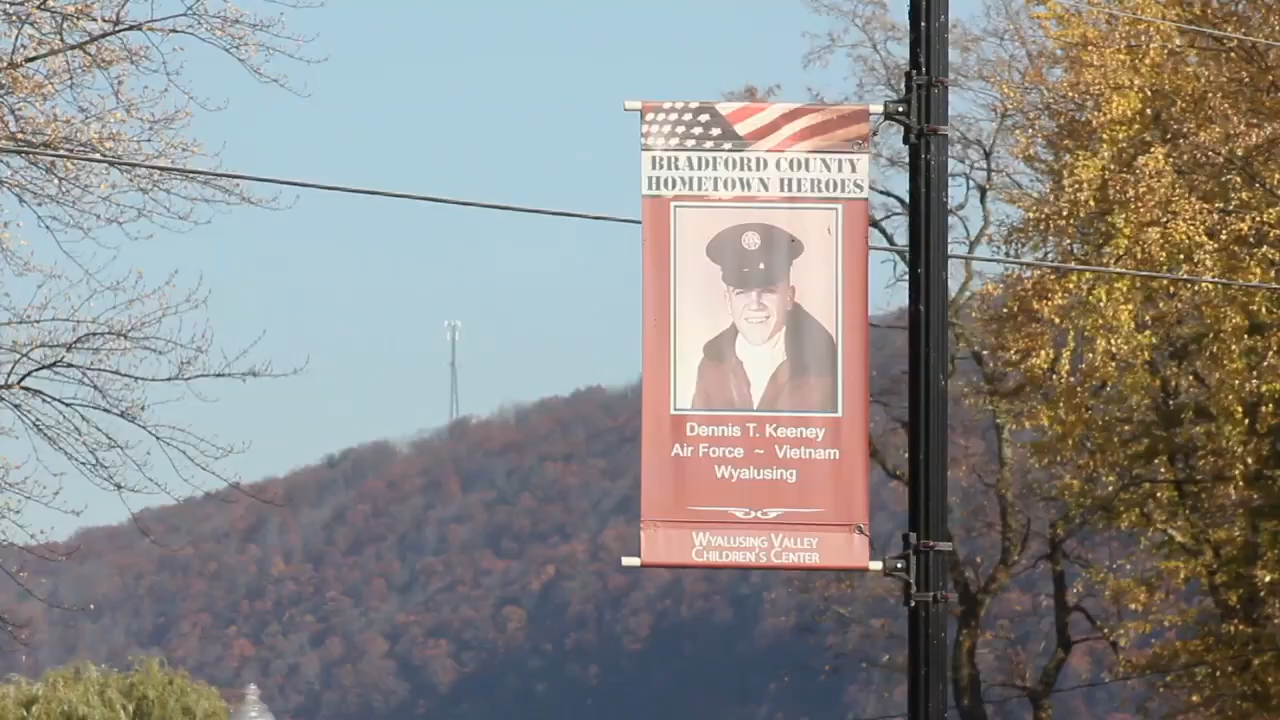 BRADFORD COUNTY
HOMETOWN HEROES
Dennis T. Keeney
Air Force ~ Vietnam
Wyalusing
WYALUSING VALLEY
CHILDREN'S CENTER